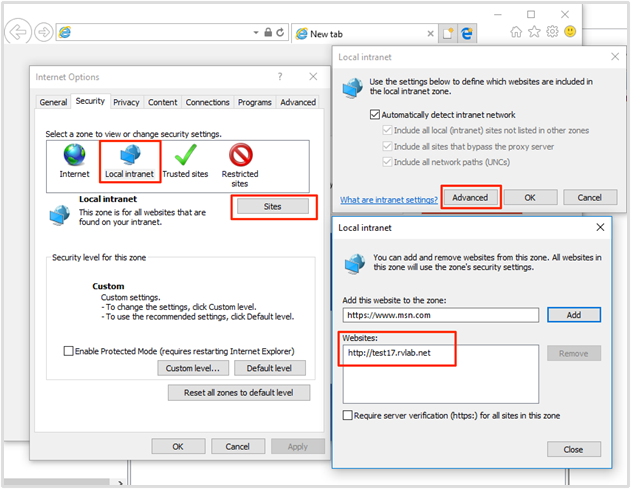 New tab
Internet Options
General
Security
Privacy
Content
Connections
Programs
Advanced
Select a zone to view or change security settings.
Internet
Local intranet
Trusted sites
Restricted
sites
Local intranet
This zone is for all websites that are
found on your intranet.
Sites
Security level for this zone
Custom
Custom settings.
- To change the settings, click Custom level.
- To use the recommended settings, click Default level.
Enable Protected Mode (requires restarting Internet Explorer)
Custom level...
Default level
Reset all zones to default level
OK
Cancel
Apply
Local intranet
Use the settings below to define which websites are included in
the local intranet zone.
Automatically detect intranet network
Include all local (intranet) sites not listed in other zones
Include all sites that bypass the proxy server
Include all network paths (UNCs)
What are intranet settings?
Advanced
OK
Cancel
Local intranet
You can add and remove websites from this zone. All websites in
this zone will use the zone's security settings.
Add this website to the zone:
https://www.msn.com
Add
Websites:
http://test17.rvlab.net
Remove
Require server verification (https:) for all sites in this zone
Close